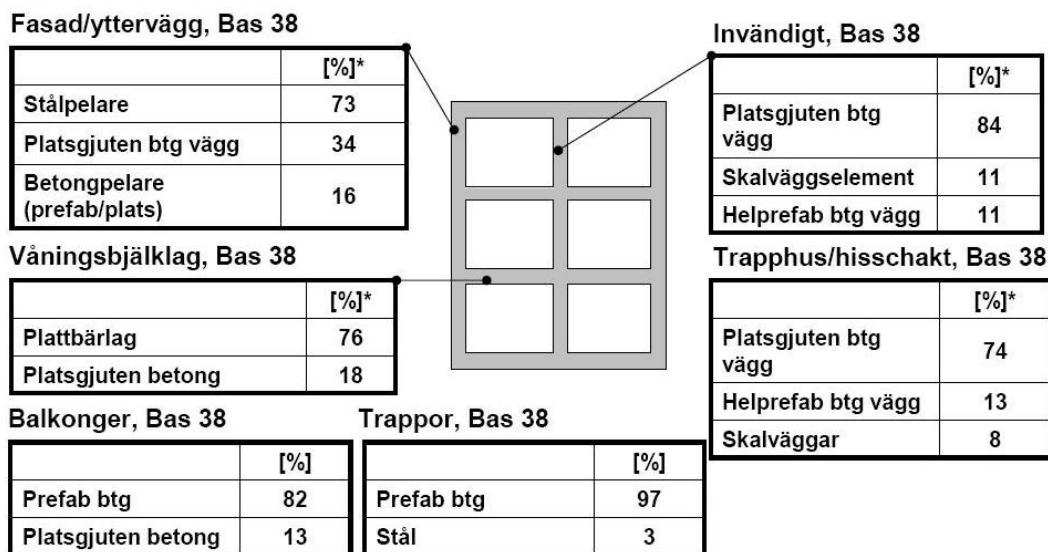 Fasad/yttervägg, Bas 38
[%]*
Stålpelare 73
Platsgjuten btg vägg 34
Betongpelare
(prefab/plats) 16
Invändigt, Bas 38
[%]*
Platsgjuten btg
vägg 84
Skalväggselement 11
Helprefab btg vägg 11
Våningsbjälklag, Bas 38
[%]*
Plattbärlag 76
Platsgjuten betong 18
Trapphus/hisschakt, Bas 38
[%]*
Platsgjuten btg
vägg 74
Helprefab btg vägg 13
Skalväggar 8
Balkonger, Bas 38
[%]
Prefab btg 82
Platsgjuten betong 13
Trappor, Bas 38
[%]
Prefab btg 97
Stål 3